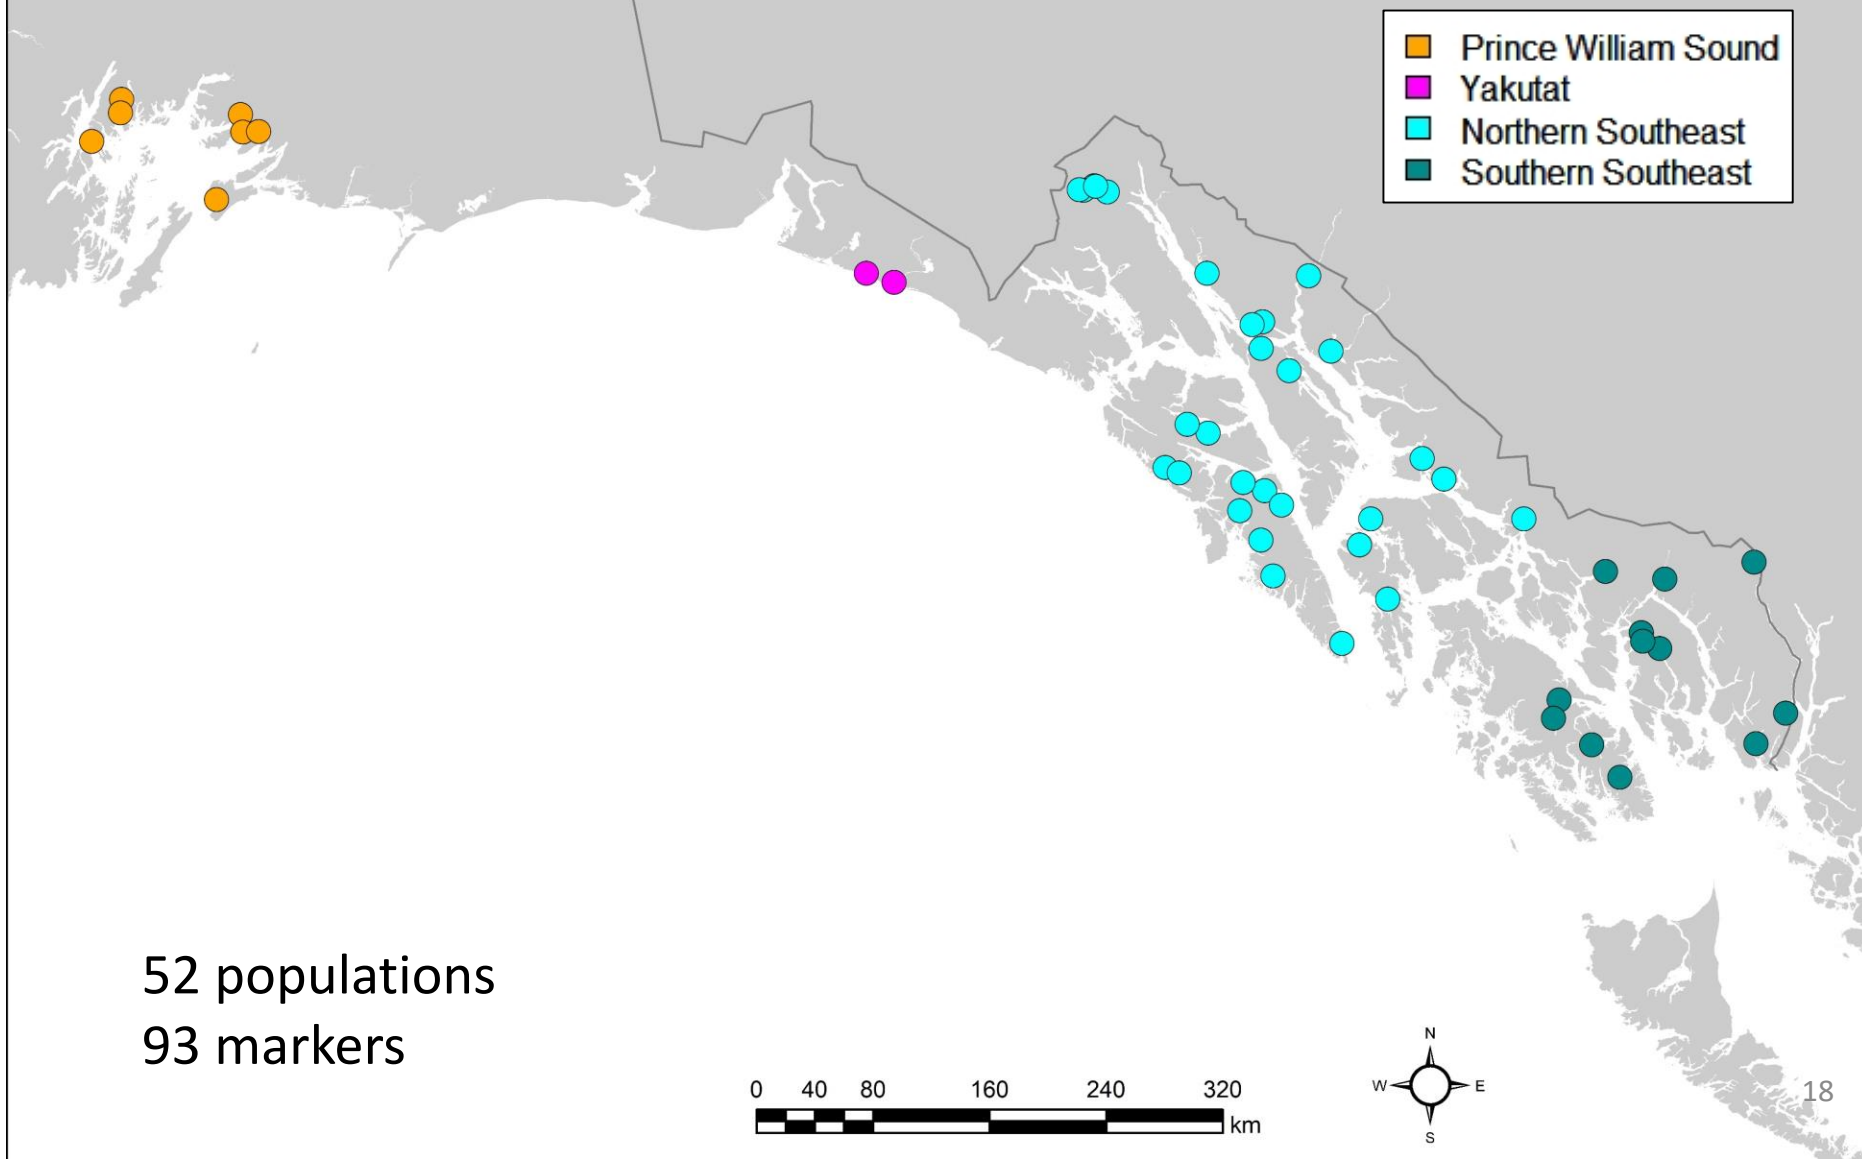 Prince William Sound
Yakutat
Northern Southeast
Southern Southeast
52 populations
93 markers
0 40 80 160 240 320
km
N
W E
S
18